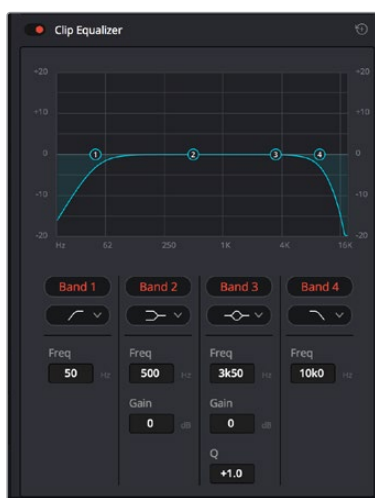 Clip Equalizer
+20 +20
+10 +10
0 1 2 3 4 0
-10 -10
-20 -20
Hz 62 250 1K 4K 16K
Band 1 Band 2 Band 3 Band 4
Freq Freq Freq Freq
50 Hz 500 Hz 3k50 Hz 10k0 Hz
Gain Gain
0 dB 0 dB
Q
+1.0